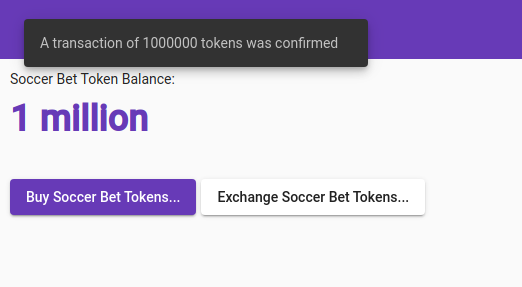 A transaction of 1000000 tokens was confirmed
Soccer Bet Token Balance:
1 million
Buy Soccer Bet Tokens... Exchange Soccer Bet Tokens...